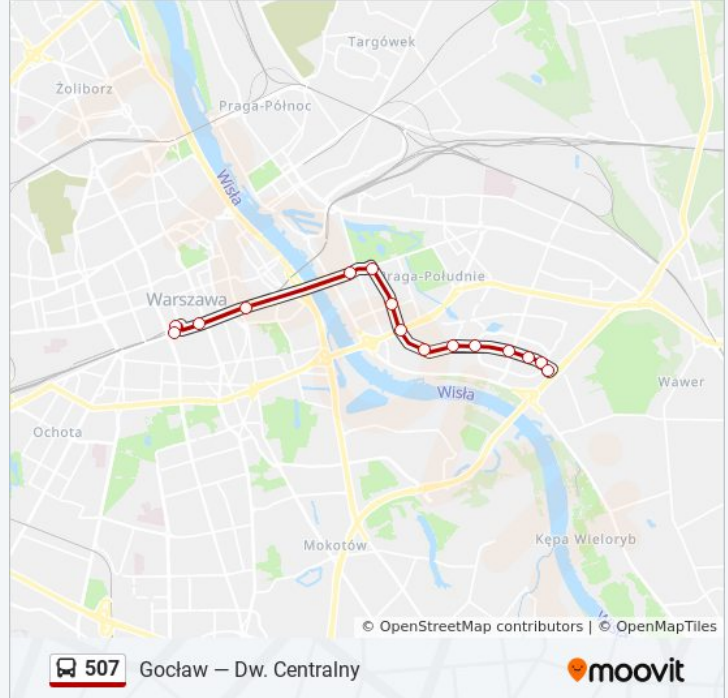 Targówek
Żoliborz
Praga-Północ
Wisła
Praga-Południe
Warszawa
Wawer
Wisła
Ochota
Mokotów
Kępa Wieloryb
© OpenStreetMap contributors | © OpenMapTiles
507 Gocław — Dw. Centralny
moovit